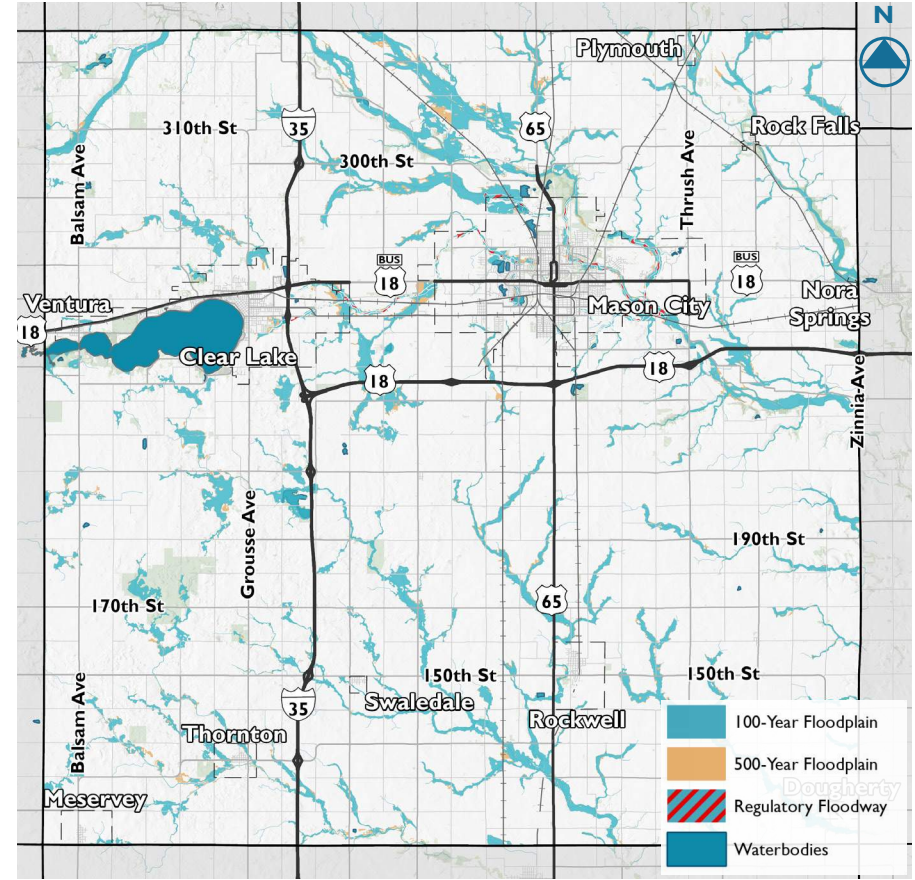 N
Plymouth
310th St
35
65
Rock Falls
300th St
Thrush Ave
Balsam Ave
BUS
18
BUS
18
Ventura
Mason City
Nora
Springs
18
Clear Lake
18
18
Zinnia Ave
Grousse Ave
190th St
170th St
65
150th St
150th St
Balsam Ave
35
Swaledale
Rockwell
Thornton
Meservey
Dougherty
100-Year Floodplain
500-Year Floodplain
Regulatory Floodway
Waterbodies